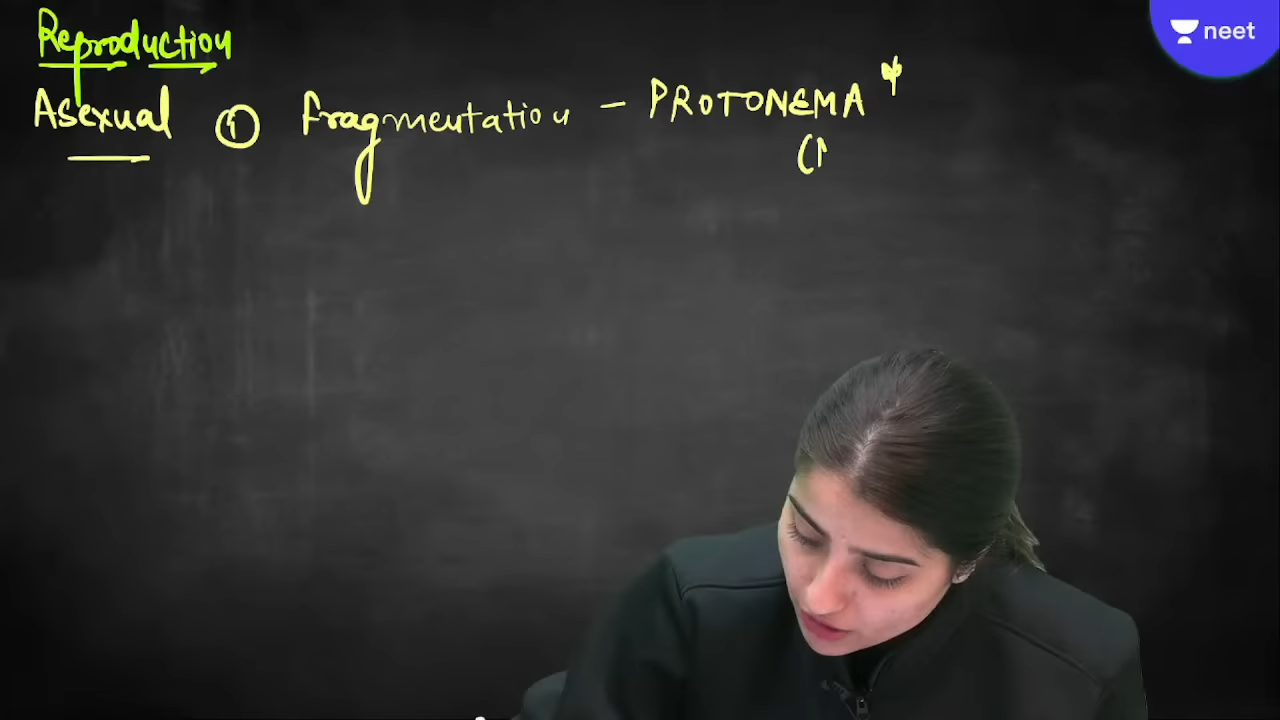 Reproduction
neet
Asexual ① fragmentation - PROTONEMA *